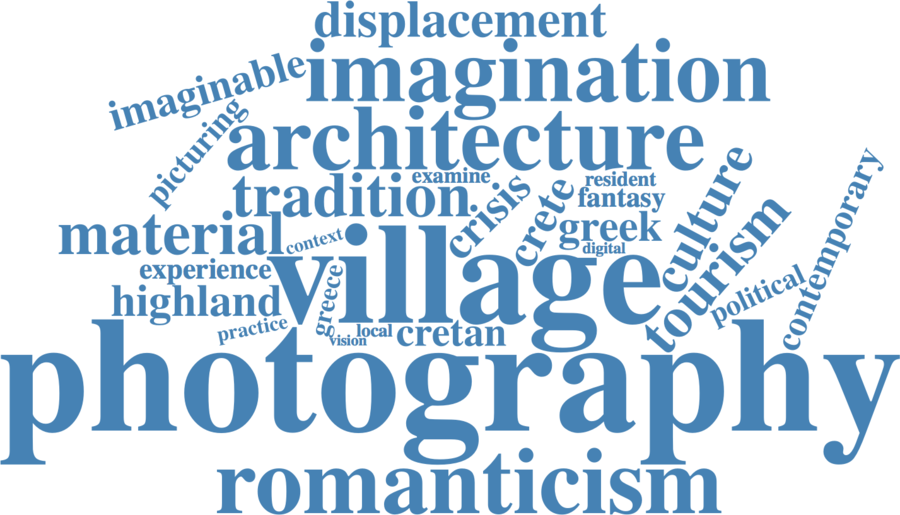 displacement
imaginable
imagination
picturing
architecture
examine
tradition
crisis
crete
resident
fantasy
greek
digital
culture
tourism
contemporary
material
context
village
experience
highland
greece
practice
vision
local
cretan
political
photography
romanticism